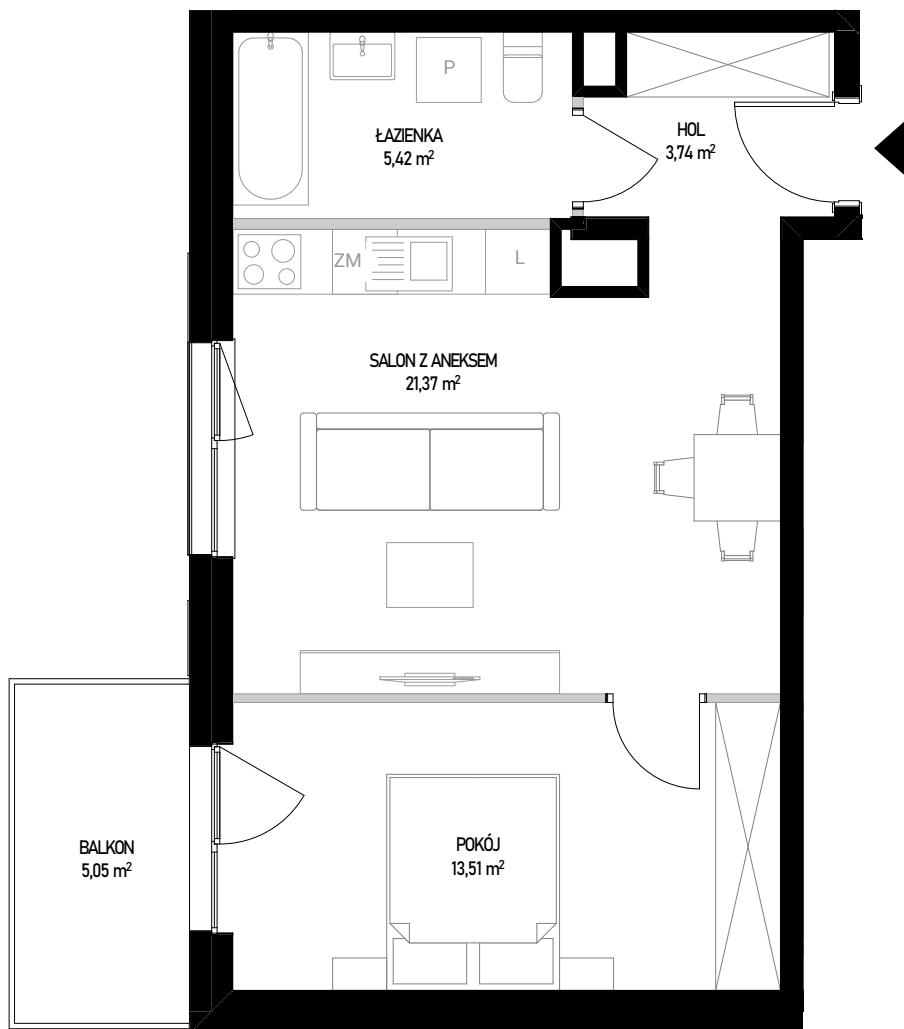 P
ŁAZIENKA
5,42 m²
HOL
3,74 m²
ZM
L
SALON Z ANEKSEM
21,37 m²
BALKON
5,05 m²
POKÓJ
13,51 m²